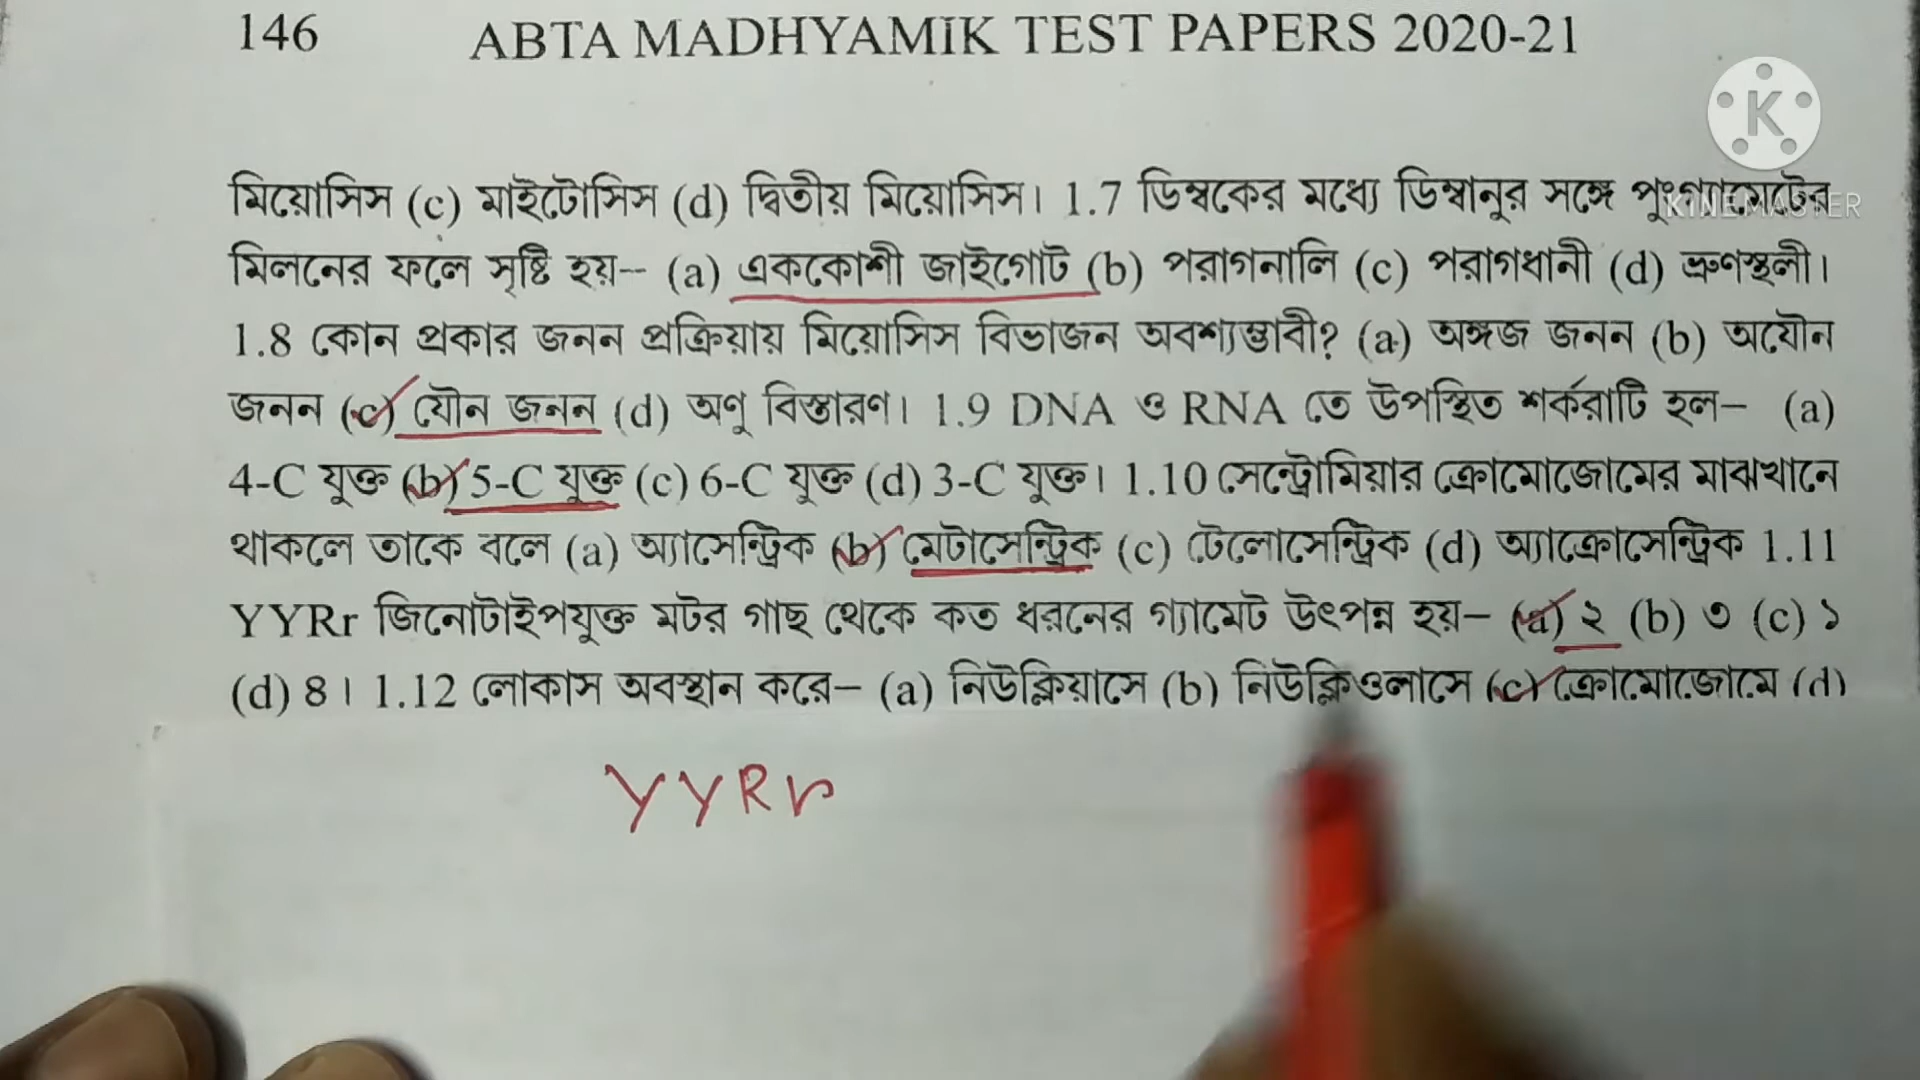 146 ABTA MADHYAMIK TEST PAPERS 2020-21
K
KINEMASTER
মিয়োসিস (c) মাইটোসিস (d) দ্বিতীয় মিয়োসিস। 1.7 ডিম্বকের মধ্যে ডিম্বানুর সঙ্গে পুংগ্যামেটের
মিলনের ফলে সৃষ্টি হয়-- (a) এককোশী জাইগোট (b) পরাগনালি (c) পরাগধানী (d) ভ্রুণস্থলী।
1.8 কোন প্রকার জনন প্রক্রিয়ায় মিয়োসিস বিভাজন অবশ্যম্ভাবী? (a) অঙ্গজ জনন (b) অযৌন
জনন (c) যৌন জনন (d) অণু বিস্তারণ। 1.9 DNA ও RNA তে উপস্থিত শর্করাটি হল– (a)
4-C যুক্ত (b) 5-C যুক্ত (c) 6-C যুক্ত (d) 3-C যুক্ত। 1.10 সেন্ট্রোমিয়ার ক্রোমোজোমের মাঝখানে
থাকলে তাকে বলে (a) অ্যাসেন্ট্রিক (b) মেটাসেন্ট্রিক (c) টেলোসেন্ট্রিক (d) অ্যাক্রোসেন্ট্রিক 1.11
YYRr জিনোটাইপযুক্ত মটর গাছ থেকে কত ধরনের গ্যামেট উৎপন্ন হয়– (a) ২ (b) ৩ (c) ১
(d) 8। 1.12 লোকাস অবস্থান করে– (a) নিউক্লিয়াসে (b) নিউক্লিওলাসে (c) ক্রোমোজোমে (d)
YYRr